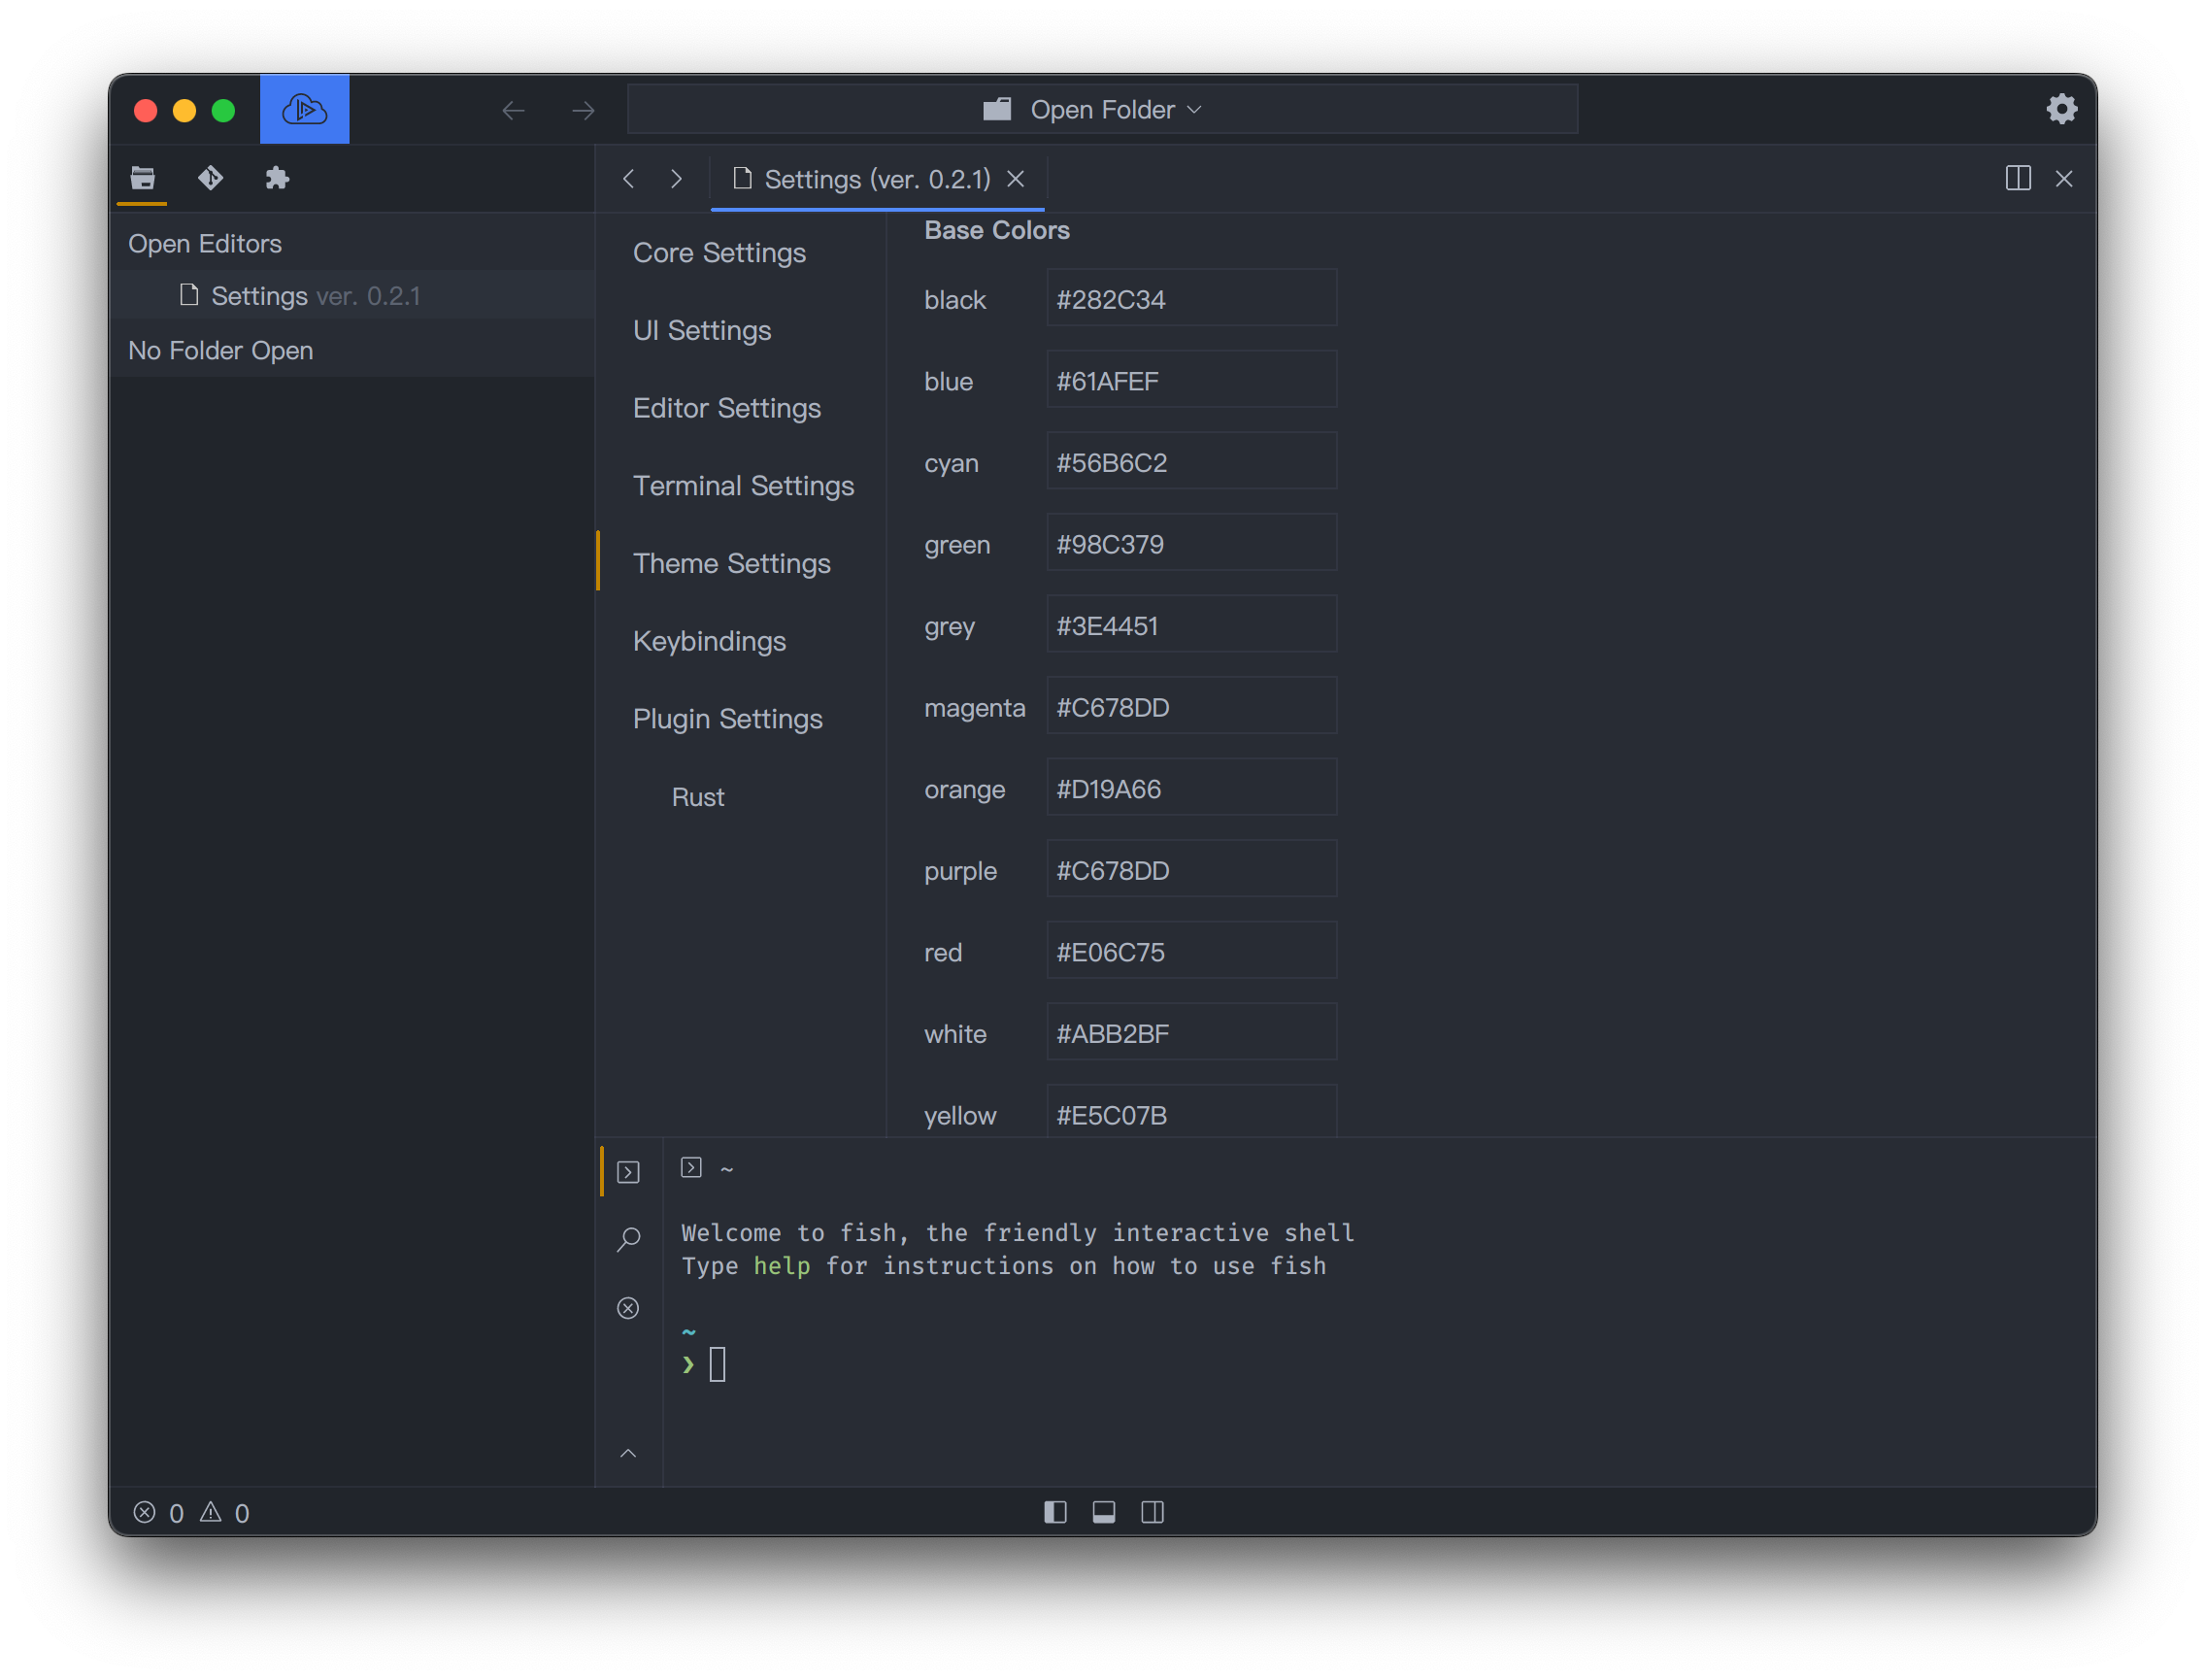 Open Folder
Settings (ver. 0.2.1)
Open Editors
Settings ver. 0.2.1
No Folder Open
Core Settings
UI Settings
Editor Settings
Terminal Settings
Theme Settings
Keybindings
Plugin Settings
Rust
Base Colors
black #282C34
blue #61AFEF
cyan #56B6C2
green #98C379
grey #3E4451
magenta #C678DD
orange #D19A66
purple #C678DD
red #E06C75
white #ABB2BF
yellow #E5C07B
~
Welcome to fish, the friendly interactive shell
Type help for instructions on how to use fish
~
❯
0 0